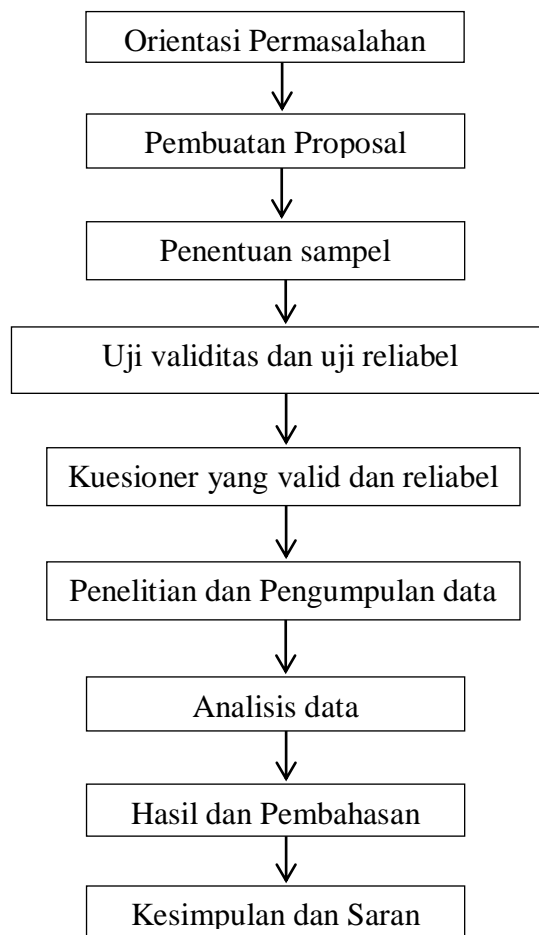 Orientasi Permasalahan
Pembuatan Proposal
Penentuan sampel
Uji validitas dan uji reliabel
Kuesioner yang valid dan reliabel
Penelitian dan Pengumpulan data
Analisis data
Hasil dan Pembahasan
Kesimpulan dan Saran